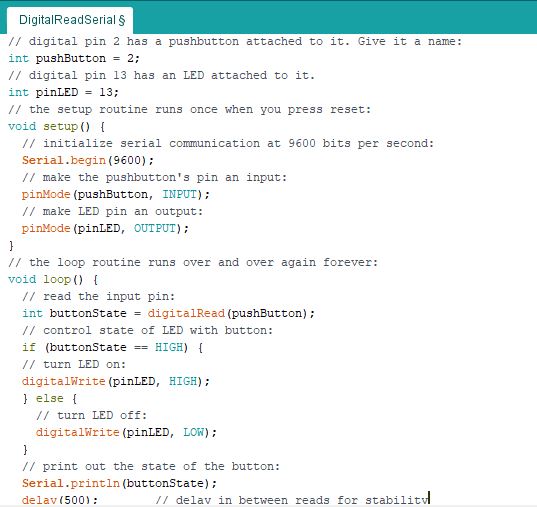 DigitalReadSerial §
// digital pin 2 has a pushbutton attached to it. Give it a name:
int pushButton = 2;
// digital pin 13 has an LED attached to it.
int pinLED = 13;
// the setup routine runs once when you press reset:
void setup() {
// initialize serial communication at 9600 bits per second:
Serial.begin(9600);
// make the pushbutton's pin an input:
pinMode(pushButton, INPUT);
// make LED pin an output:
pinMode(pinLED, OUTPUT);
}
// the loop routine runs over and over again forever:
void loop() {
// read the input pin:
int buttonState = digitalRead(pushButton);
// control state of LED with button:
if (buttonState == HIGH) {
// turn LED on:
digitalWrite(pinLED, HIGH);
} else {
// turn LED off:
digitalWrite(pinLED, LOW);
}
// print out the state of the button:
Serial.println(buttonState);
delay(500); // delay in between reads for stability